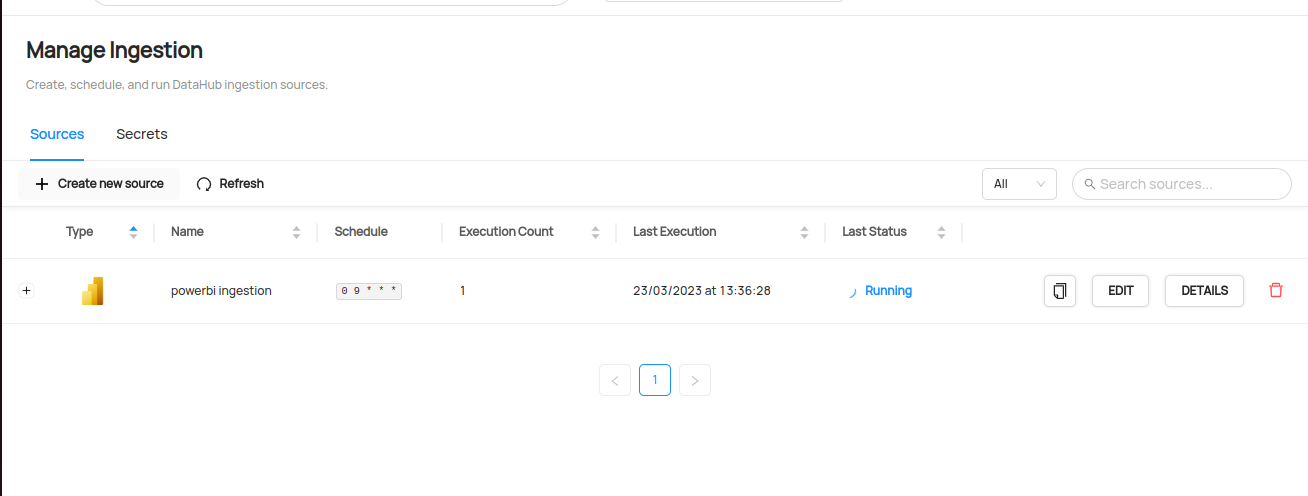 Manage Ingestion
Create, schedule, and run DataHub ingestion sources.
Sources Secrets
Create new source Refresh All Search sources...
Type Name Schedule Execution Count Last Execution Last Status
powerbi ingestion 0 9 * * * 1 23/03/2023 at 13:36:28 Running EDIT DETAILS
1